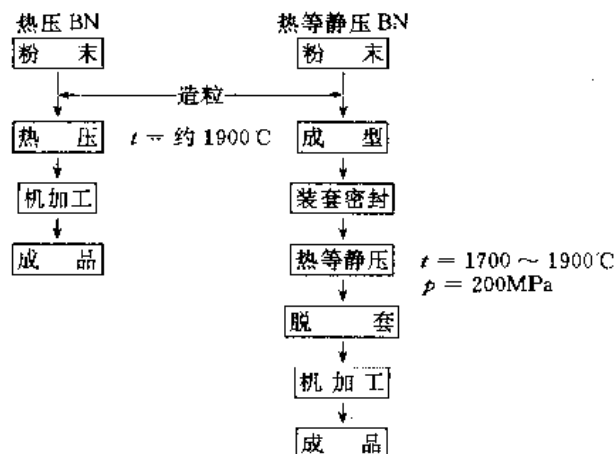 热压 BN
粉 末
热等静压 BN
粉 末
造粒
热 压
t = 约 1900℃
成 型
机加工
装套密封
成 品
热等静压
t = 1700 ~ 1900℃
p = 200MPa
脱 套
机 加 工
成 品